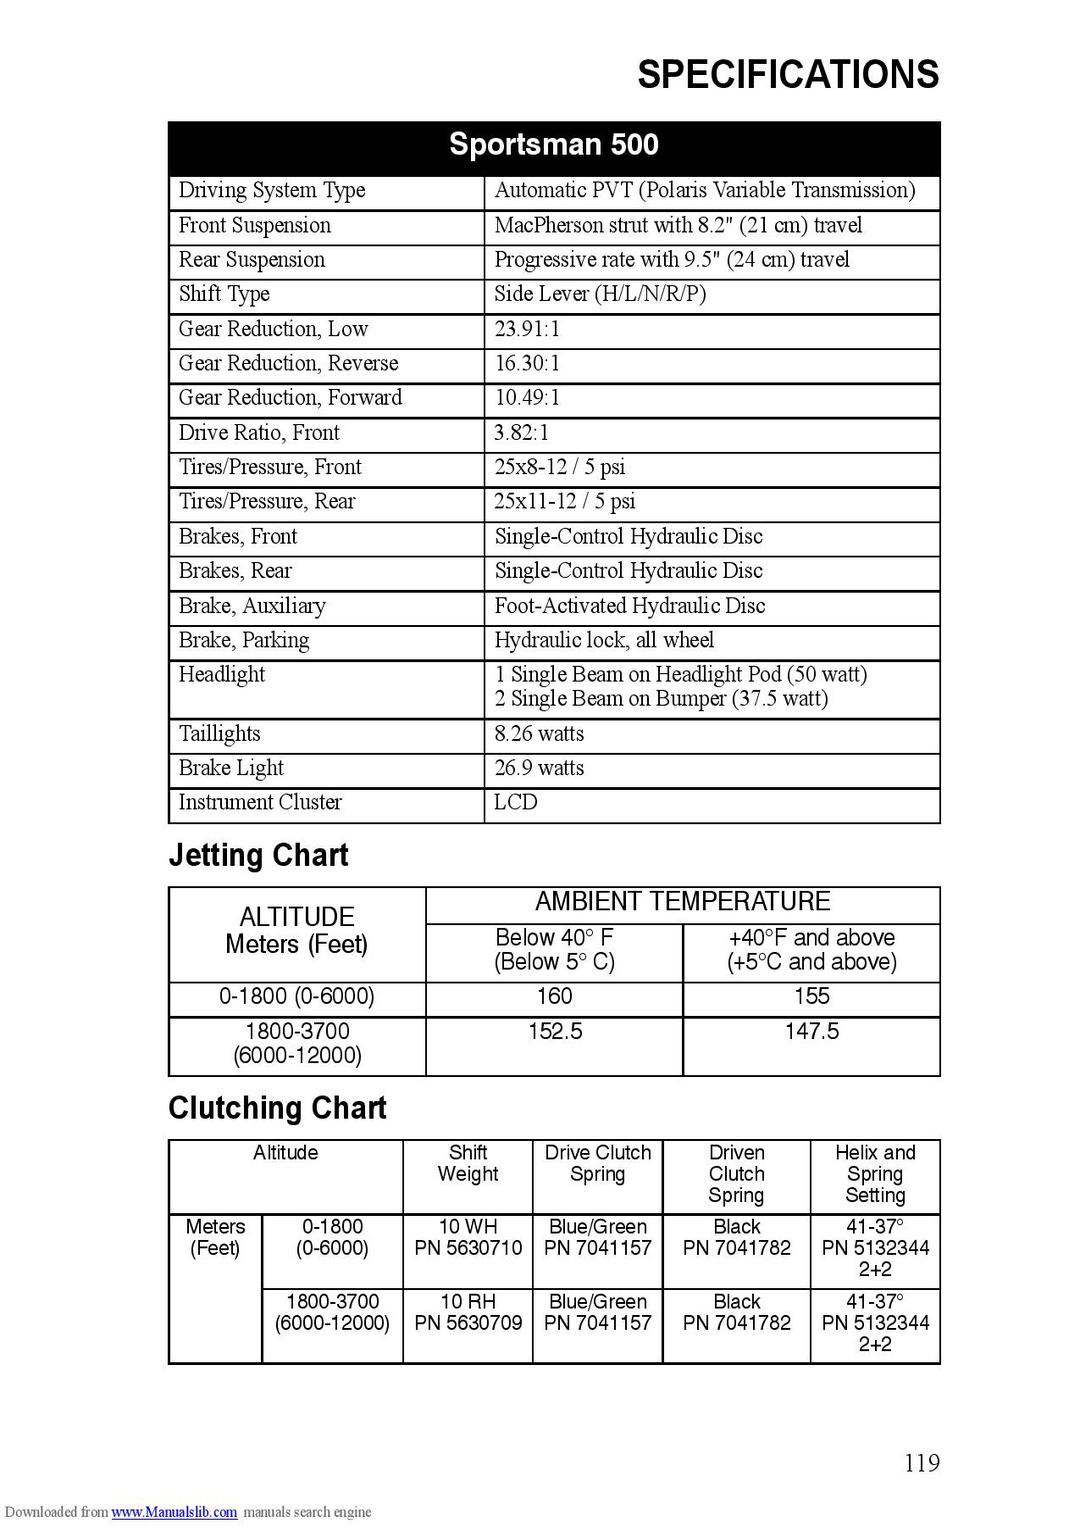 SPECIFICATIONS
Sportsman 500
Driving System Type Automatic PVT (Polaris Variable Transmission)
Front Suspension MacPherson strut with 8.2" (21 cm) travel
Rear Suspension Progressive rate with 9.5" (24 cm) travel
Shift Type Side Lever (H/L/N/R/P)
Gear Reduction, Low 23.91:1
Gear Reduction, Reverse 16.30:1
Gear Reduction, Forward 10.49:1
Drive Ratio, Front 3.82:1
Tires/Pressure, Front 25x8-12 / 5 psi
Tires/Pressure, Rear 25x11-12 / 5 psi
Brakes, Front Single-Control Hydraulic Disc
Brakes, Rear Single-Control Hydraulic Disc
Brake, Auxiliary Foot-Activated Hydraulic Disc
Brake, Parking Hydraulic lock, all wheel
Headlight 1 Single Beam on Headlight Pod (50 watt)
2 Single Beam on Bumper (37.5 watt)
Taillights 8.26 watts
Brake Light 26.9 watts
Instrument Cluster LCD
Jetting Chart
ALTITUDE
Meters (Feet)
AMBIENT TEMPERATURE
Below 40° F
(Below 5° C)
+40°F and above
(+5°C and above)
0-1800 (0-6000) 160 155
1800-3700 152.5 147.5
(6000-12000)
Clutching Chart
Altitude Shift Drive Clutch Driven Helix and
Weight Spring Clutch Spring
Spring Setting
Meters 0-1800 10 WH Blue/Green Black 41-37°
(Feet) (0-6000) PN 5630710 PN 7041157 PN 7041782 PN 5132344
2+2
1800-3700 10 RH Blue/Green Black 41-37°
(6000-12000) PN 5630709 PN 7041157 PN 7041782 PN 5132344
2+2
119
Downloaded from www.Manualslib.com manuals search engine